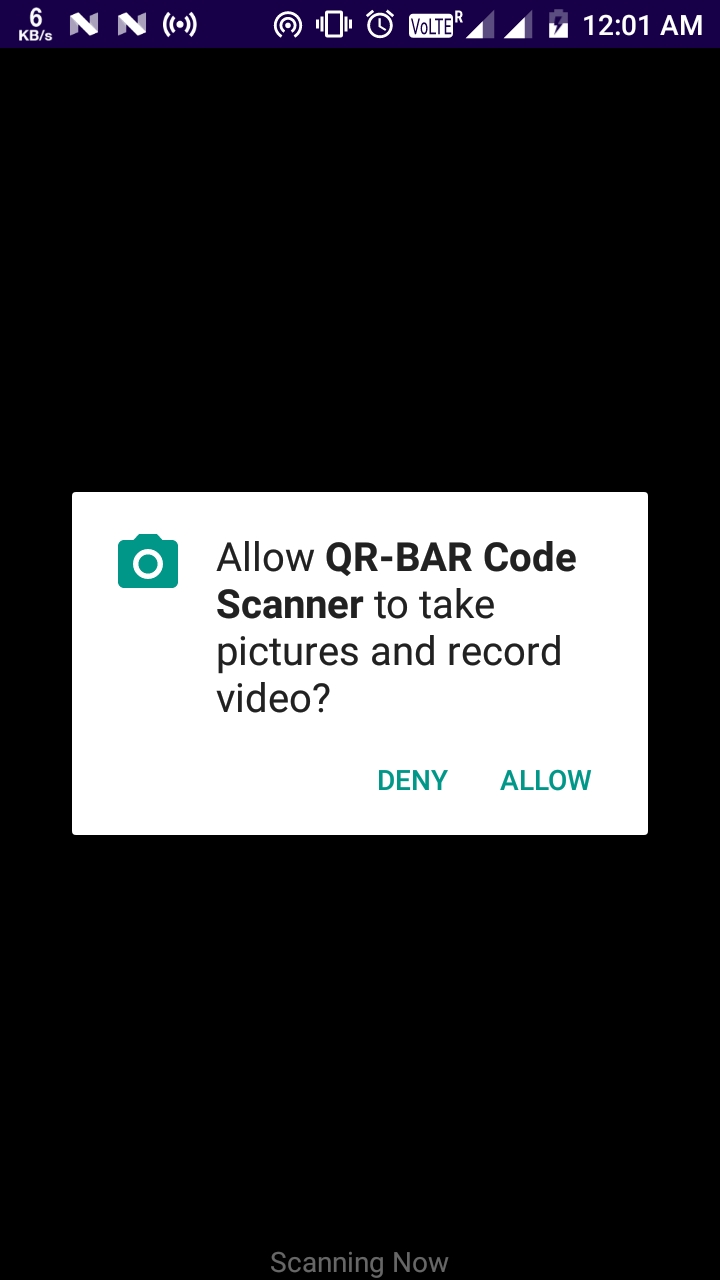 6
KB/s
VoLTE R
12:01 AM
Allow QR-BAR Code
Scanner to take
pictures and record
video?
DENY
ALLOW
Scanning Now